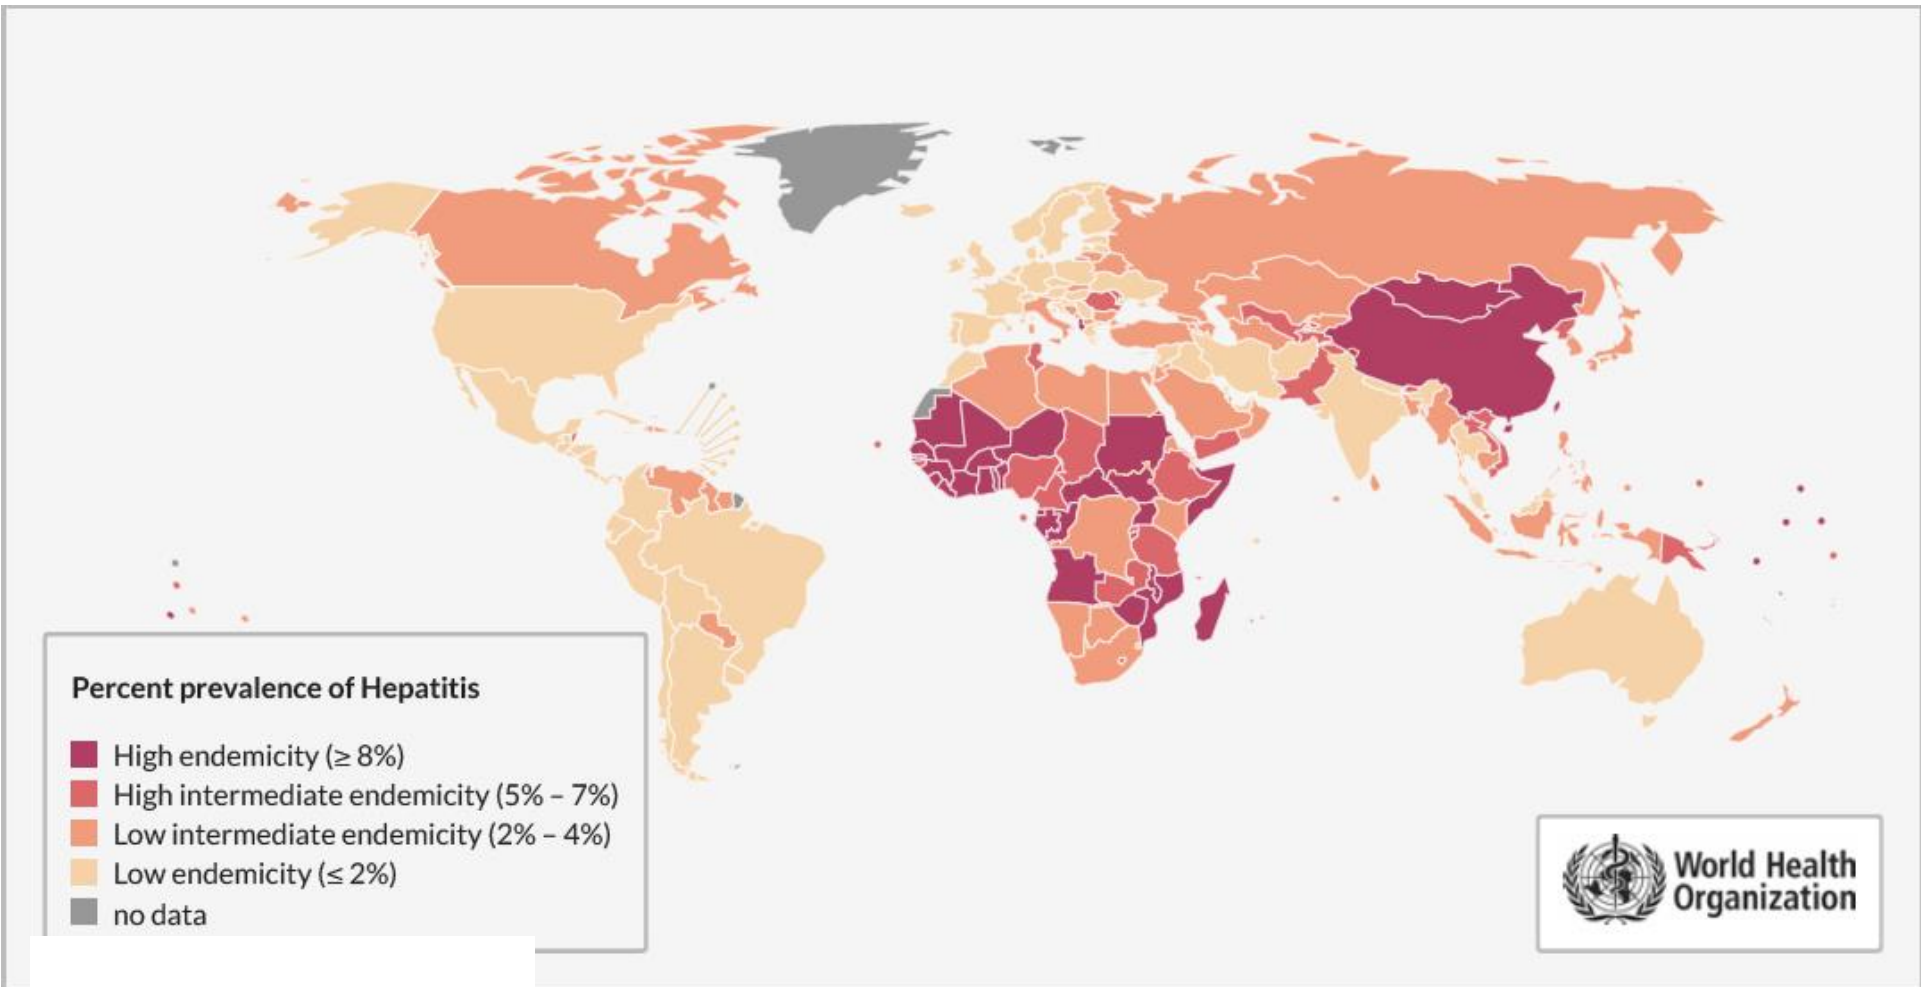 Percent prevalence of Hepatitis
High endemicity (≥ 8%)
High intermediate endemicity (5% – 7%)
Low intermediate endemicity (2% – 4%)
Low endemicity (≤ 2%)
no data
World Health
Organization